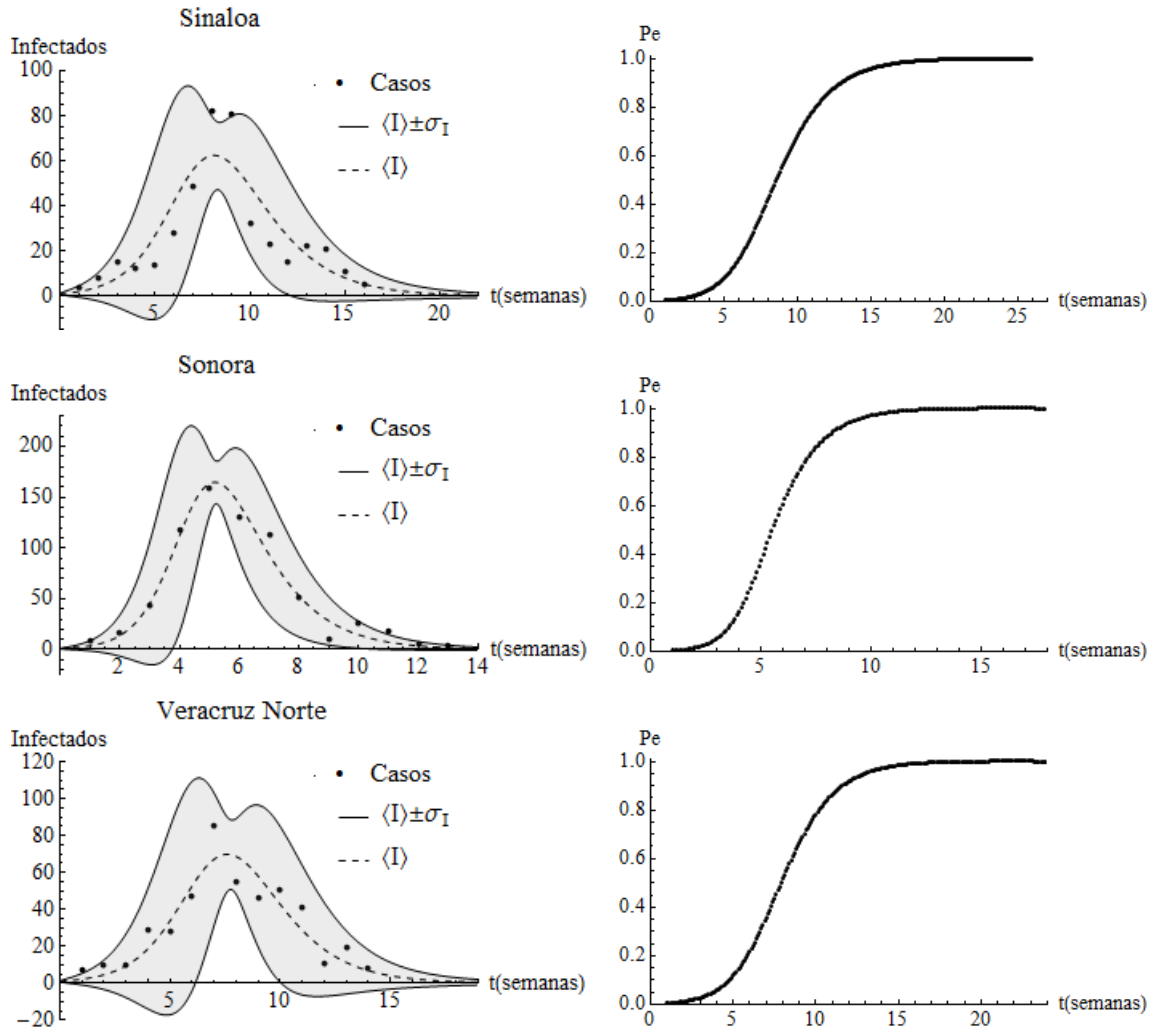 Sinaloa
Infectados
100
80
60
40
20
0
5
10
15
20
t(semanas)
Casos
⟨I⟩±σI
⟨I⟩
Pe
1.0
0.8
0.6
0.4
0.2
0.0
0
5
10
15
20
25
t(semanas)
Sonora
Infectados
200
150
100
50
0
2
4
6
8
10
12
14
t(semanas)
Casos
⟨I⟩±σI
⟨I⟩
Pe
1.0
0.8
0.6
0.4
0.2
0.0
0
5
10
15
t(semanas)
Veracruz Norte
Infectados
120
100
80
60
40
20
0
−20
5
10
15
t(semanas)
Casos
⟨I⟩±σI
⟨I⟩
Pe
1.0
0.8
0.6
0.4
0.2
0.0
0
5
10
15
20
t(semanas)